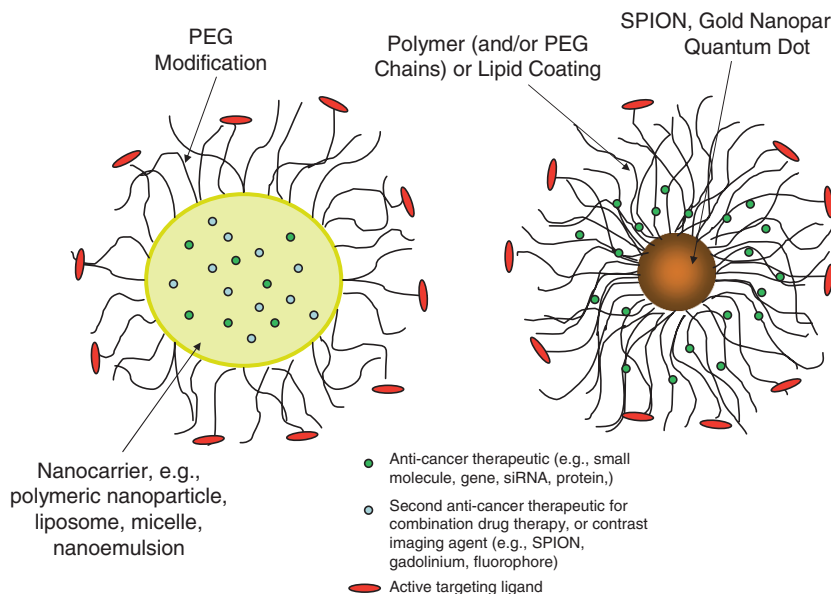 PEG
Modification
Polymer (and/or PEG
Chains) or Lipid Coating
SPION, Gold Nanopar
Quantum Dot
Nanocarrier, e.g.,
polymeric nanoparticle,
liposome, micelle,
nanoemulsion
Anti-cancer therapeutic (e.g., small
molecule, gene, siRNA, protein,)
Second anti-cancer therapeutic for
combination drug therapy, or contrast
imaging agent (e.g., SPION,
gadolinium, fluorophore)
Active targeting ligand